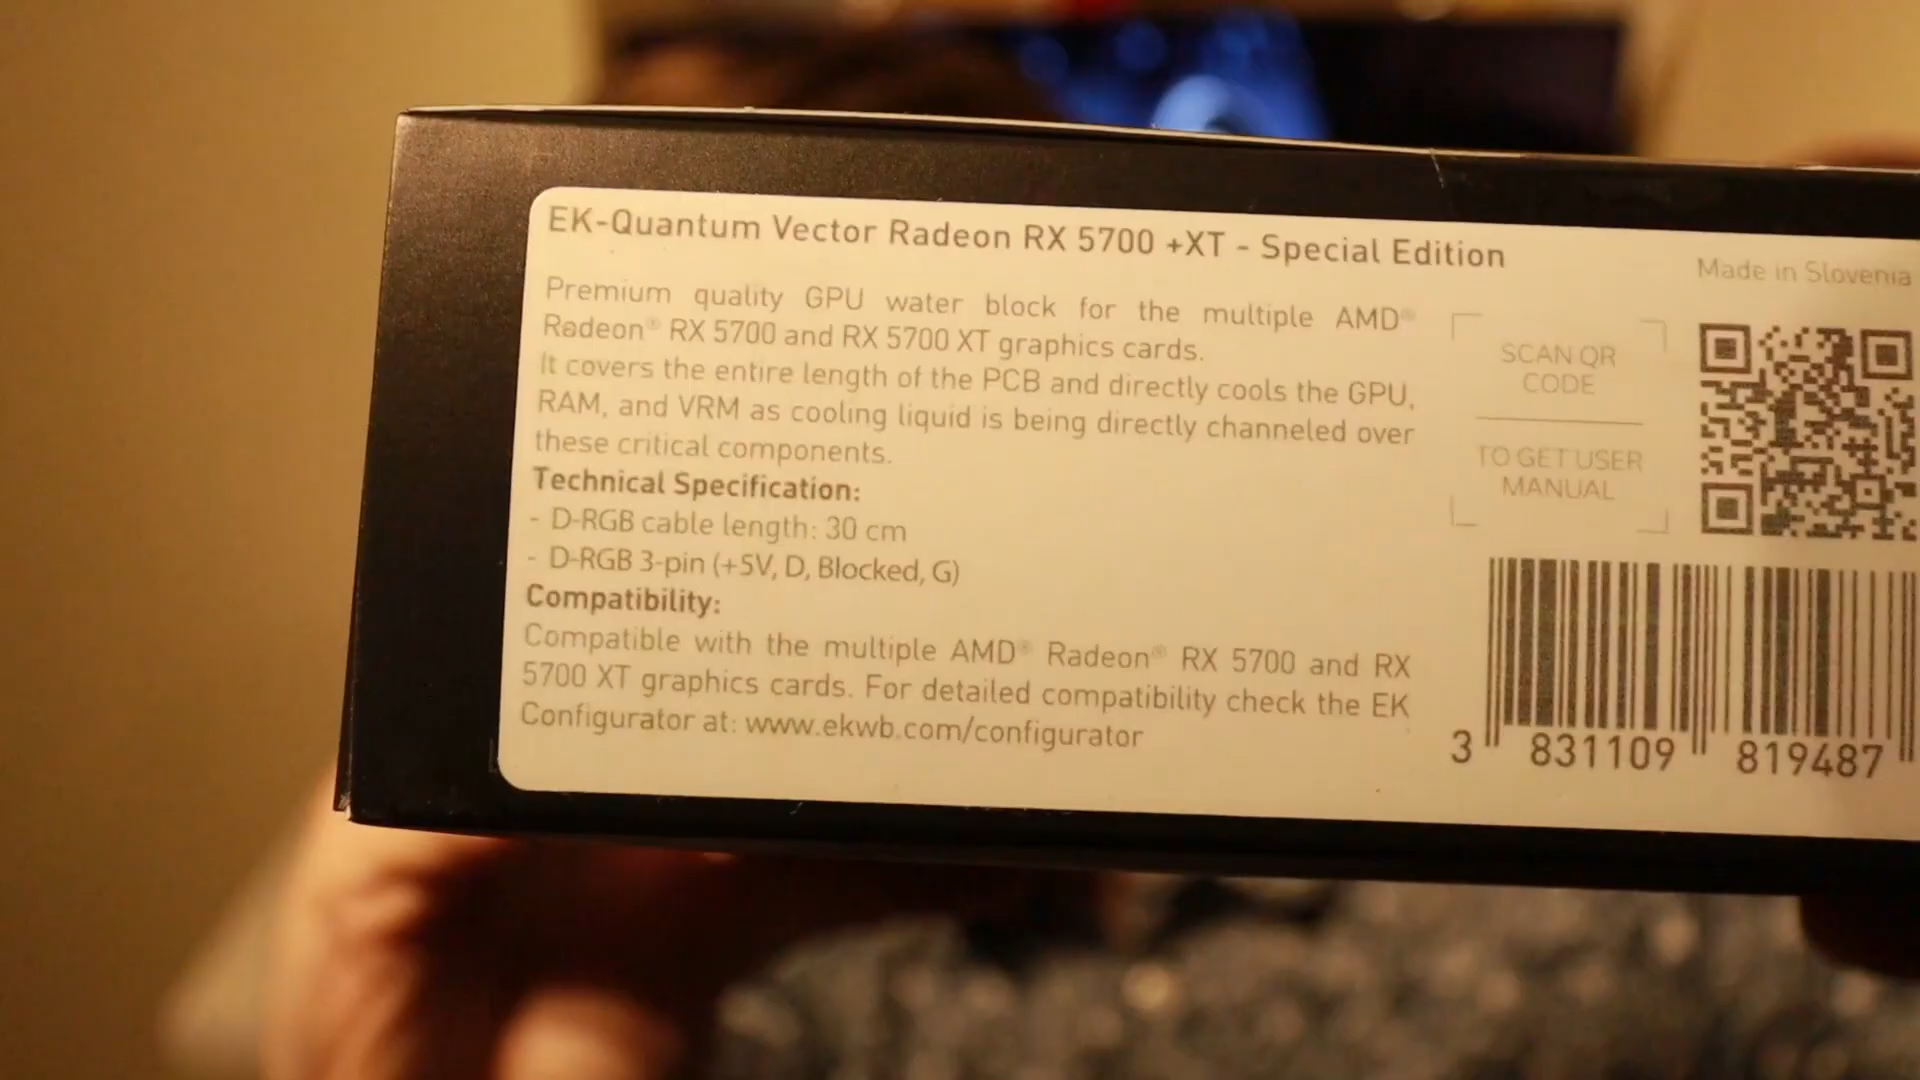 EK-Quantum Vector Radeon RX 5700 +XT - Special Edition
Premium quality GPU water block for the multiple AMD®
Radeon® RX 5700 and RX 5700 XT graphics cards.
It covers the entire length of the PCB and directly cools the GPU,
RAM, and VRM as cooling liquid is being directly channeled over
these critical components.
Technical Specification:
- D-RGB cable length: 30 cm
- D-RGB 3-pin (+5V, D, Blocked, G)
Compatibility:
Compatible with the multiple AMD® Radeon® RX 5700 and RX
5700 XT graphics cards. For detailed compatibility check the EK
Configurator at: www.ekwb.com/configurator
Made in Slovenia
SCAN QR
CODE
TO GET USER
MANUAL
3 831109 819487